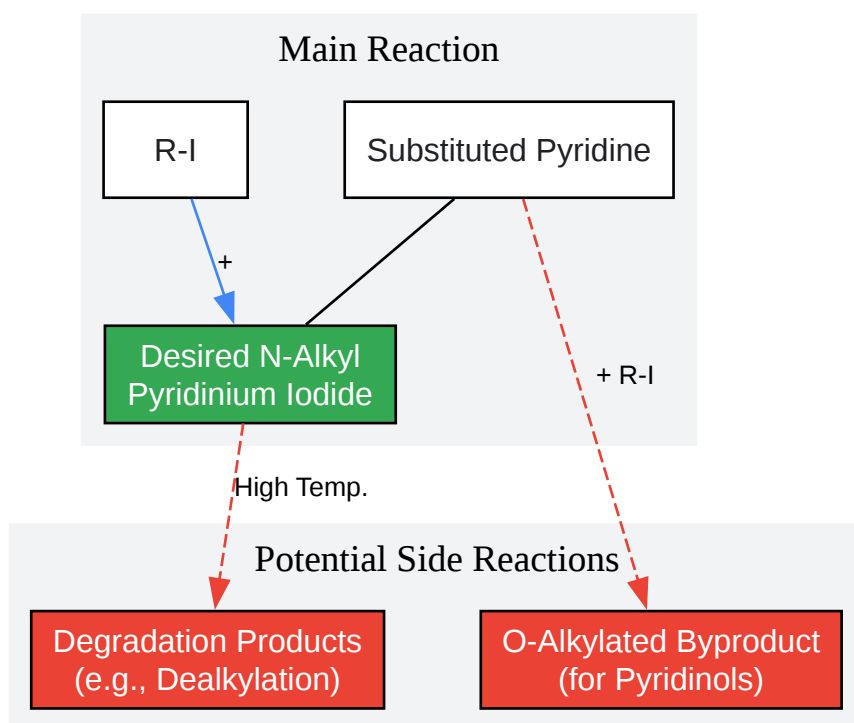 Main Reaction
R-I
Substituted Pyridine
+
Desired N-Alkyl
Pyridinium Iodide
+ R-I
High Temp.
Potential Side Reactions
Degradation Products
(e.g., Dealkylation)
O-Alkylated Byproduct
(for Pyridinols)